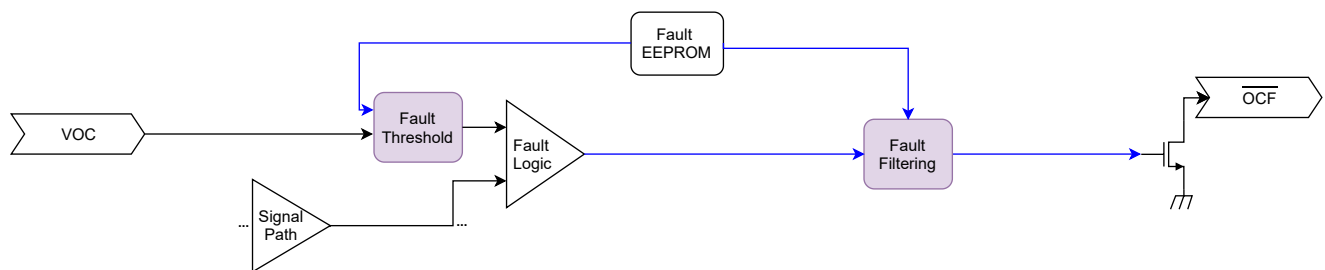 Fault
EEPROM
OCF
VOC
Fault
Threshold
Fault
Logic
Fault
Filtering
Signal
Path
...
...